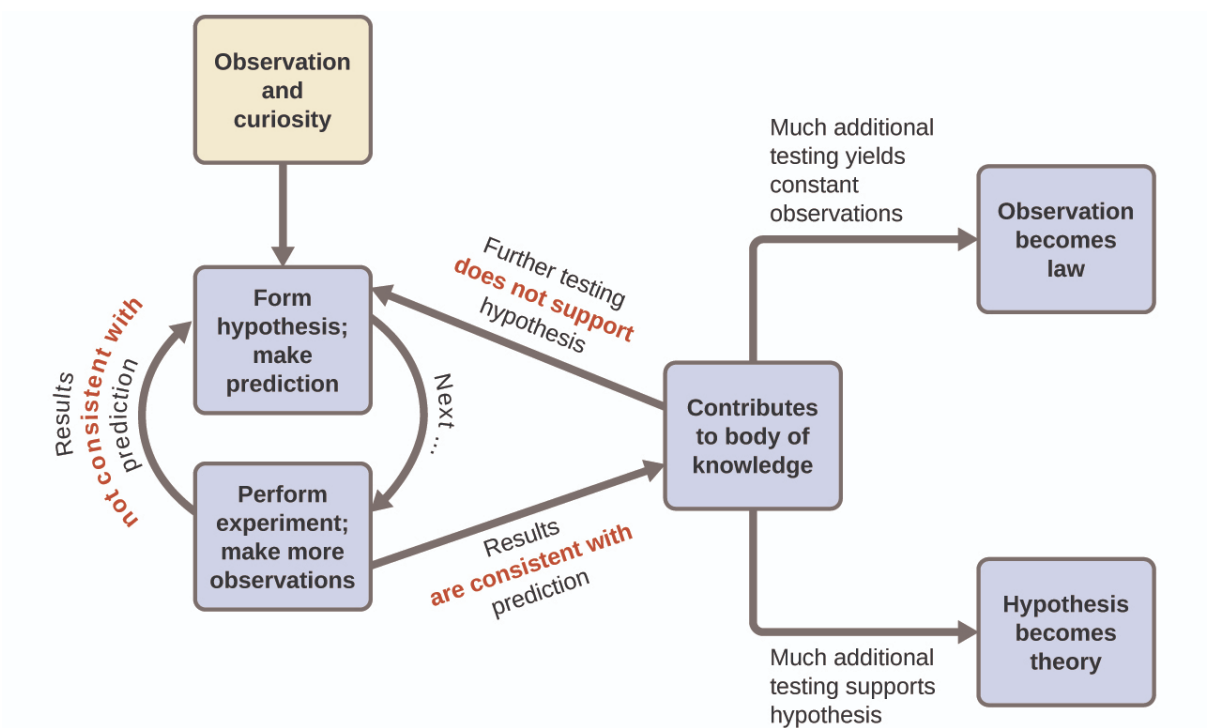 Observation
and
curiosity
Form
hypothesis;
make
prediction
Results
not consistent with
prediction
Next ...
Perform
experiment;
make more
observations
Further testing
does not support
hypothesis
Results
are consistent with
prediction
Contributes
to body of
knowledge
Much additional
testing yields
constant
observations
Observation
becomes
law
Much additional
testing supports
hypothesis
Hypothesis
becomes
theory